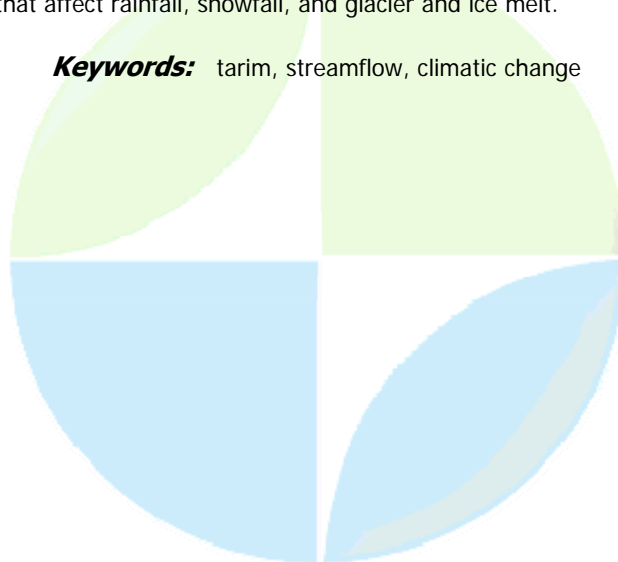 that affect rainfall, snowfall, and glacier and ice melt.
Keywords: tarim, streamflow, climatic change